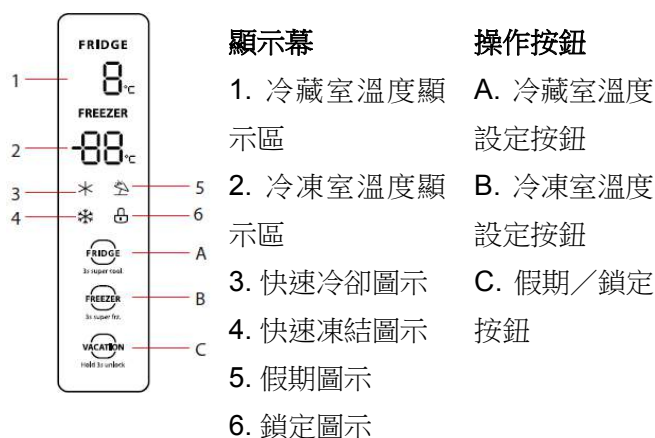 FRIDGE
8°C
FREEZER
-88°C
1
2
3
4
5
6
FRIDGE
3s super cool.
A
FREEZER
3s super frz.
B
VACATION
Hold 3s unlock
C
顯示幕
1. 冷藏室溫度顯
示區
2. 冷凍室溫度顯
示區
3. 快速冷卻圖示
4. 快速凍結圖示
5. 假期圖示
6. 鎖定圖示
操作按鈕
A. 冷藏室溫度
設定按鈕
B. 冷凍室溫度
設定按鈕
C. 假期／鎖定
按鈕